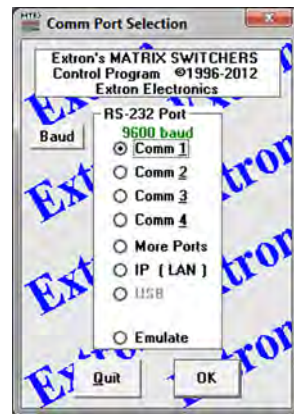 Comm Port Selection
Extron's MATRIX SWITCHERS
Control Program ©1996-2012
Extron Electronics
RS-232 Port
Baud
9600 baud
Comm 1
Comm 2
Comm 3
Comm 4
More Ports
IP [ LAN ]
USB
Emulate
Quit
OK